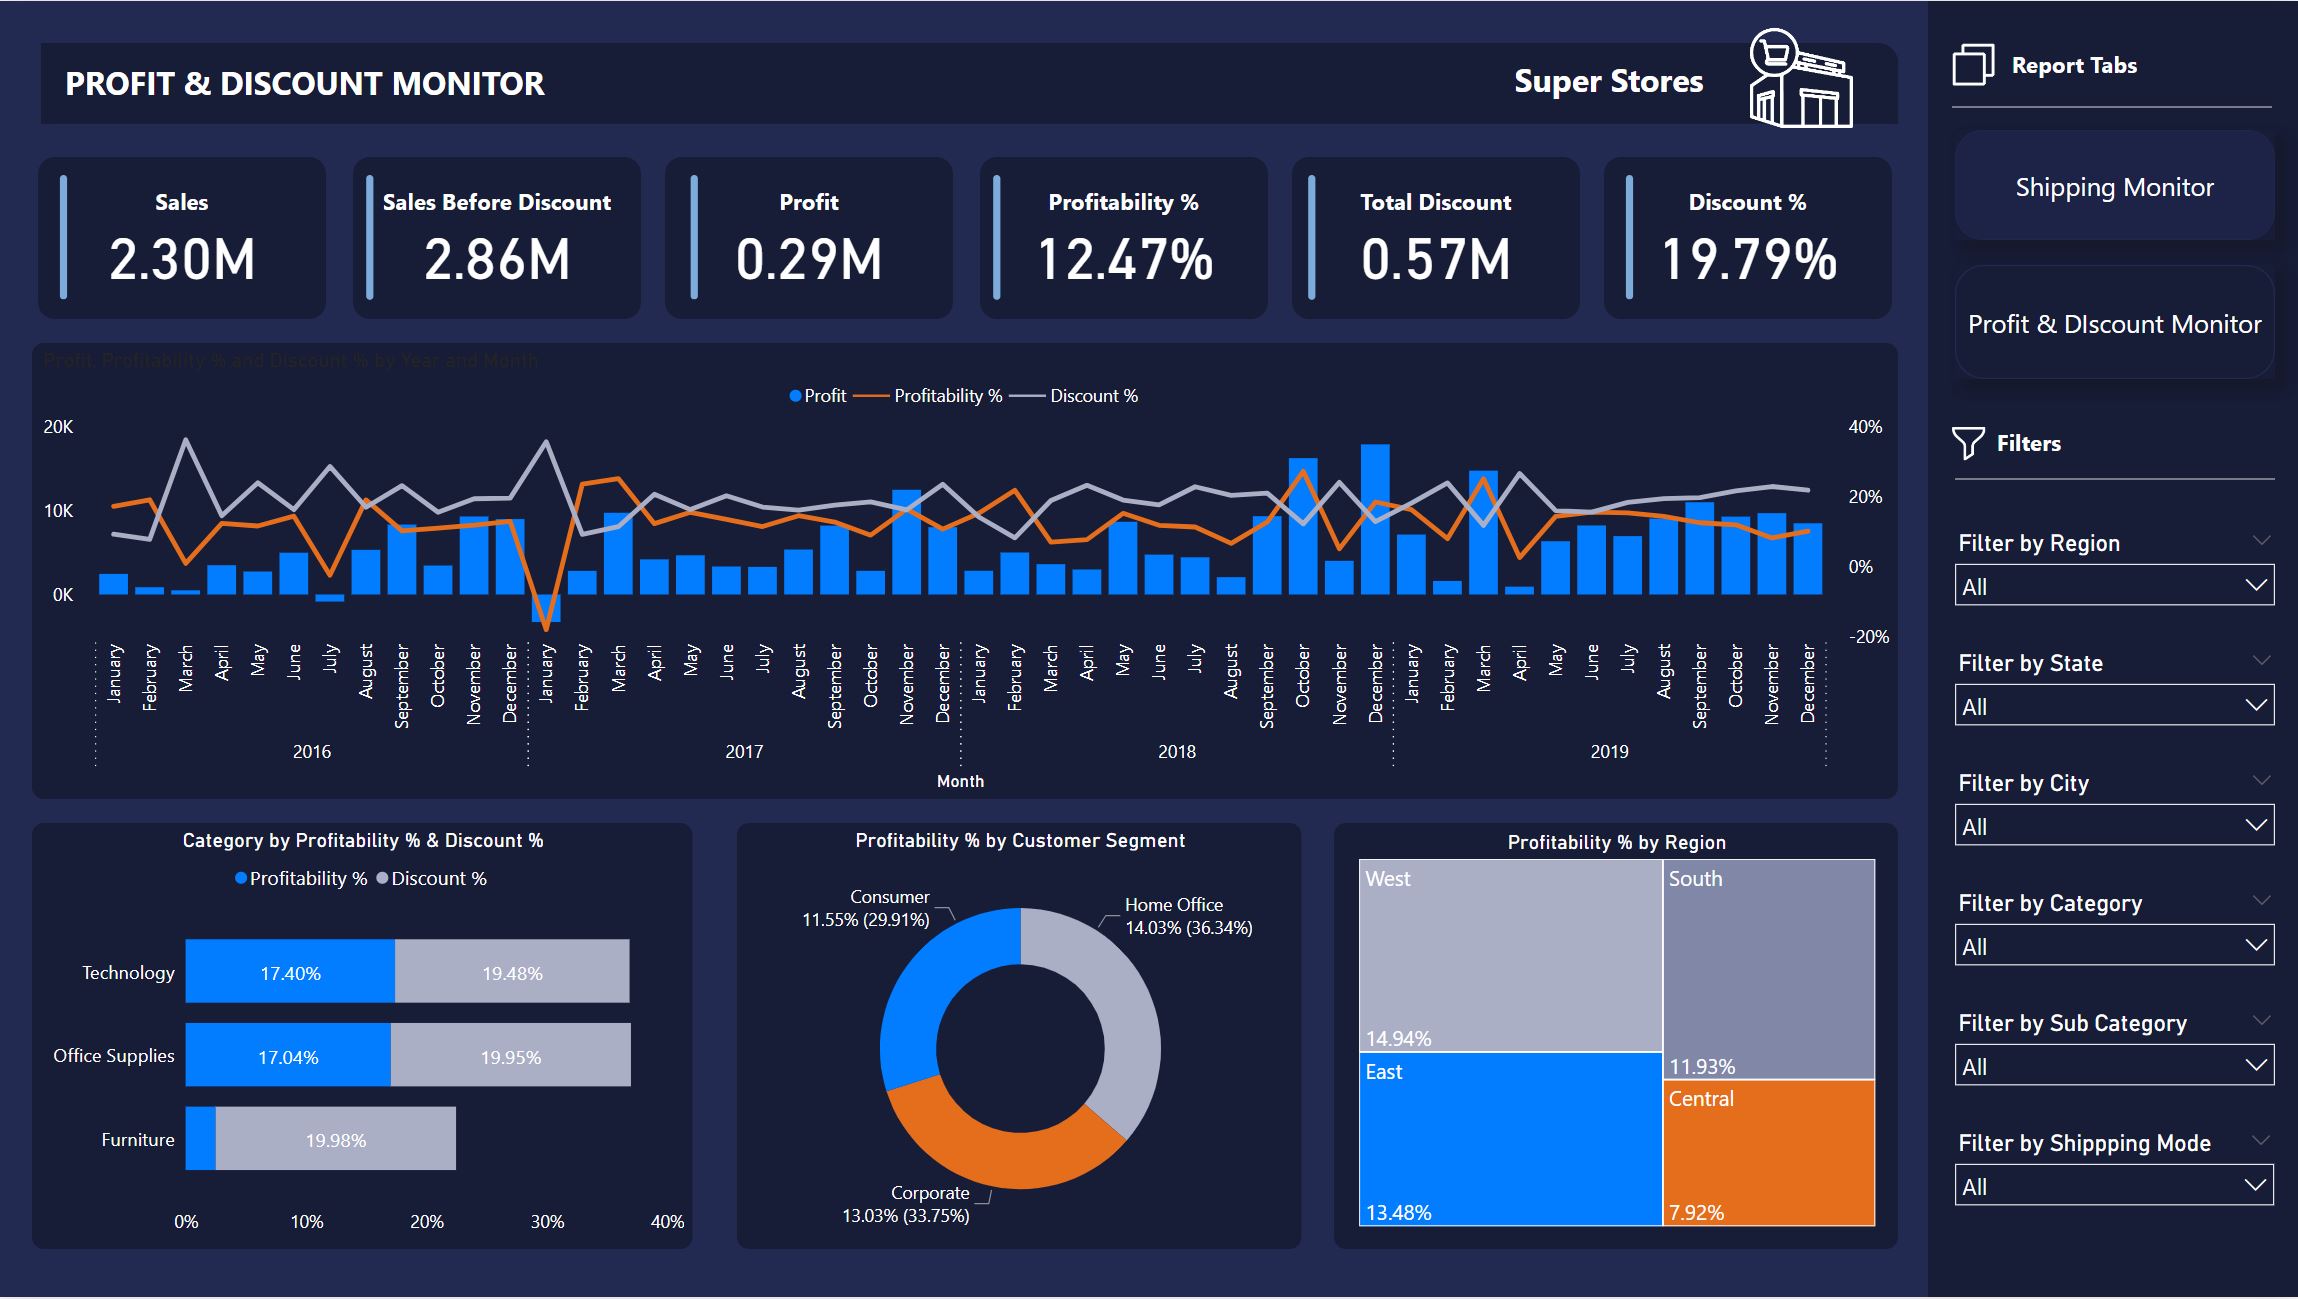 PROFIT & DISCOUNT MONITOR
Super Stores
Report Tabs
Shipping Monitor
Profit & DIscount Monitor
Sales
2.30M
Sales Before Discount
2.86M
Profit
0.29M
Profitability %
12.47%
Total Discount
0.57M
Discount %
19.79%
Profit, Profitability % and Discount % by Year and Month
Profit Profitability % Discount %
20K
10K
0K
40%
20%
0%
-20%
January
February
March
April
May
June
July
August
September
October
November
December
January
February
March
April
May
June
July
August
September
October
November
December
January
February
March
April
May
June
July
August
September
October
November
December
January
February
March
April
May
June
July
August
September
October
November
December
2016
2017
2018
2019
Month
Category by Profitability % & Discount %
Profitability % Discount %
Technology
17.40%
19.48%
Office Supplies
17.04%
19.95%
Furniture
19.98%
0%
10%
20%
30%
40%
Profitability % by Customer Segment
Consumer
11.55% (29.91%)
Home Office
14.03% (36.34%)
Corporate
13.03% (33.75%)
Profitability % by Region
West
14.94%
South
11.93%
East
13.48%
Central
7.92%
Filters
Filter by Region
All
Filter by State
All
Filter by City
All
Filter by Category
All
Filter by Sub Category
All
Filter by Shippping Mode
All